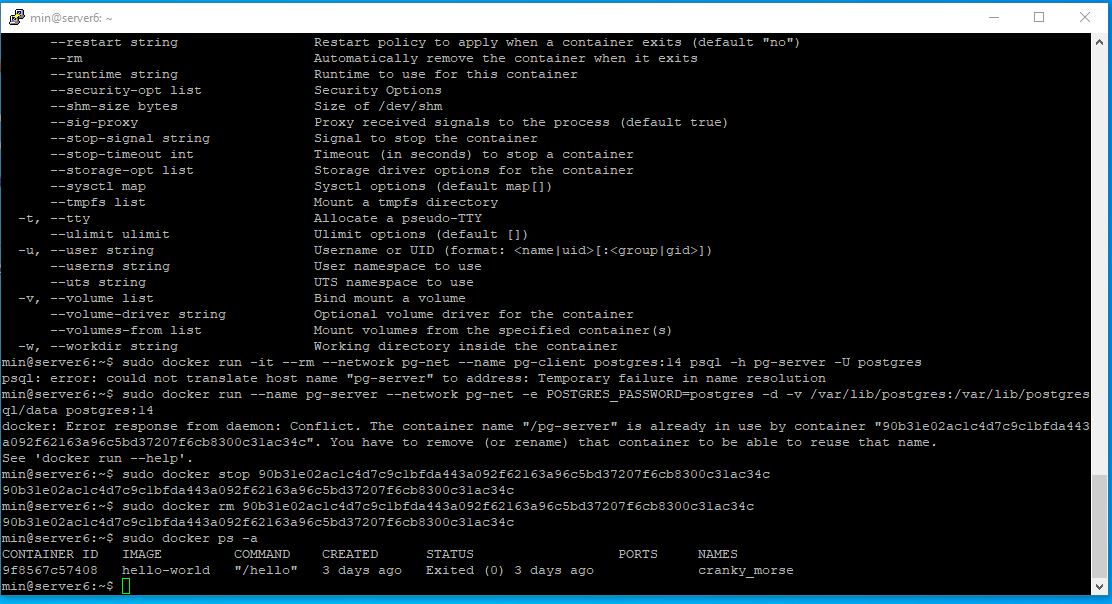 min@server6: ~
--restart string Restart policy to apply when a container exits (default "no")
--rm Automatically remove the container when it exits
--runtime string Runtime to use for this container
--security-opt list Security Options
--shm-size bytes Size of /dev/shm
--sig-proxy Proxy received signals to the process (default true)
--stop-signal string Signal to stop the container
--stop-timeout int Timeout (in seconds) to stop a container
--storage-opt list Storage driver options for the container
--sysctl map Sysctl options (default map[])
--tmpfs list Mount a tmpfs directory
-t, --tty Allocate a pseudo-TTY
--ulimit ulimit Ulimit options (default [])
-u, --user string Username or UID (format: <name|uid>[:<group|gid>])
--userns string User namespace to use
--uts string UTS namespace to use
-v, --volume list Bind mount a volume
--volume-driver string Optional volume driver for the container
--volumes-from list Mount volumes from the specified container(s)
-w, --workdir string Working directory inside the container
min@server6:~$ sudo docker run -it --rm --network pg-net --name pg-client postgres:14 psql -h pg-server -U postgres
psql: error: could not translate host name "pg-server" to address: Temporary failure in name resolution
min@server6:~$ sudo docker run --name pg-server --network pg-net -e POSTGRES_PASSWORD=postgres -d -v /var/lib/postgres:/var/lib/postgres
ql/data postgres:14
docker: Error response from daemon: Conflict. The container name "/pg-server" is already in use by container "90b31e02ac1c4d7c9c1bfda443
a092f62163a96c5bd37207f6cb8300c31ac34c". You have to remove (or rename) that container to be able to reuse that name.
See 'docker run --help'.
min@server6:~$ sudo docker stop 90b31e02ac1c4d7c9c1bfda443a092f62163a96c5bd37207f6cb8300c31ac34c
90b31e02ac1c4d7c9c1bfda443a092f62163a96c5bd37207f6cb8300c31ac34c
min@server6:~$ sudo docker rm 90b31e02ac1c4d7c9c1bfda443a092f62163a96c5bd37207f6cb8300c31ac34c
90b31e02ac1c4d7c9c1bfda443a092f62163a96c5bd37207f6cb8300c31ac34c
min@server6:~$ sudo docker ps -a
CONTAINER ID IMAGE COMMAND CREATED STATUS PORTS NAMES
9f8567c57408 hello-world "/hello" 3 days ago Exited (0) 3 days ago cranky_morse
min@server6:~$